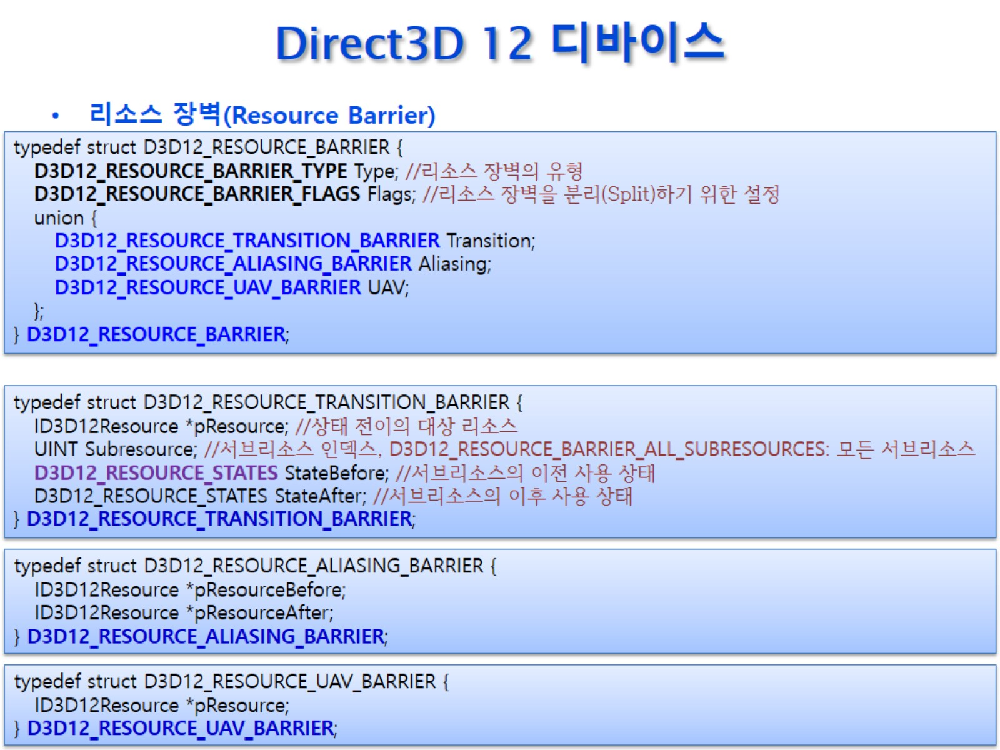 Direct3D 12 디바이스
• 리소스 장벽(Resource Barrier)
typedef struct D3D12_RESOURCE_BARRIER {
D3D12_RESOURCE_BARRIER_TYPE Type; //리소스 장벽의 유형
D3D12_RESOURCE_BARRIER_FLAGS Flags; //리소스 장벽을 분리(Split)하기 위한 설정
union {
D3D12_RESOURCE_TRANSITION_BARRIER Transition;
D3D12_RESOURCE_ALIASING_BARRIER Aliasing;
D3D12_RESOURCE_UAV_BARRIER UAV;
};
} D3D12_RESOURCE_BARRIER;
typedef struct D3D12_RESOURCE_TRANSITION_BARRIER {
ID3D12Resource *pResource; //상태 전이의 대상 리소스
UINT Subresource; //서브리소스 인덱스, D3D12_RESOURCE_BARRIER_ALL_SUBRESOURCES: 모든 서브리소스
D3D12_RESOURCE_STATES StateBefore; //서브리소스의 이전 사용 상태
D3D12_RESOURCE_STATES StateAfter; //서브리소스의 이후 사용 상태
} D3D12_RESOURCE_TRANSITION_BARRIER;
typedef struct D3D12_RESOURCE_ALIASING_BARRIER {
ID3D12Resource *pResourceBefore;
ID3D12Resource *pResourceAfter;
} D3D12_RESOURCE_ALIASING_BARRIER;
typedef struct D3D12_RESOURCE_UAV_BARRIER {
ID3D12Resource *pResource;
} D3D12_RESOURCE_UAV_BARRIER;